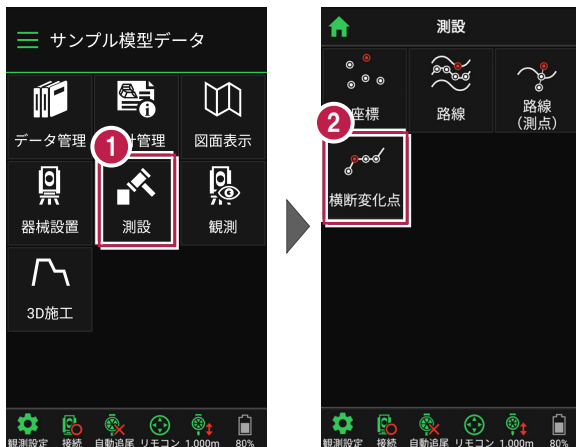 サンプル模型データ
データ管理
計管理
図面表示
1
器械設置
測設
観測
3D施工
観測設定 接続 自動追尾 リモコン 1.000m 80%
測設
座標
路線
路線
(測点)
2
横断変化点
観測設定 接続 自動追尾 リモコン 1.000m 80%